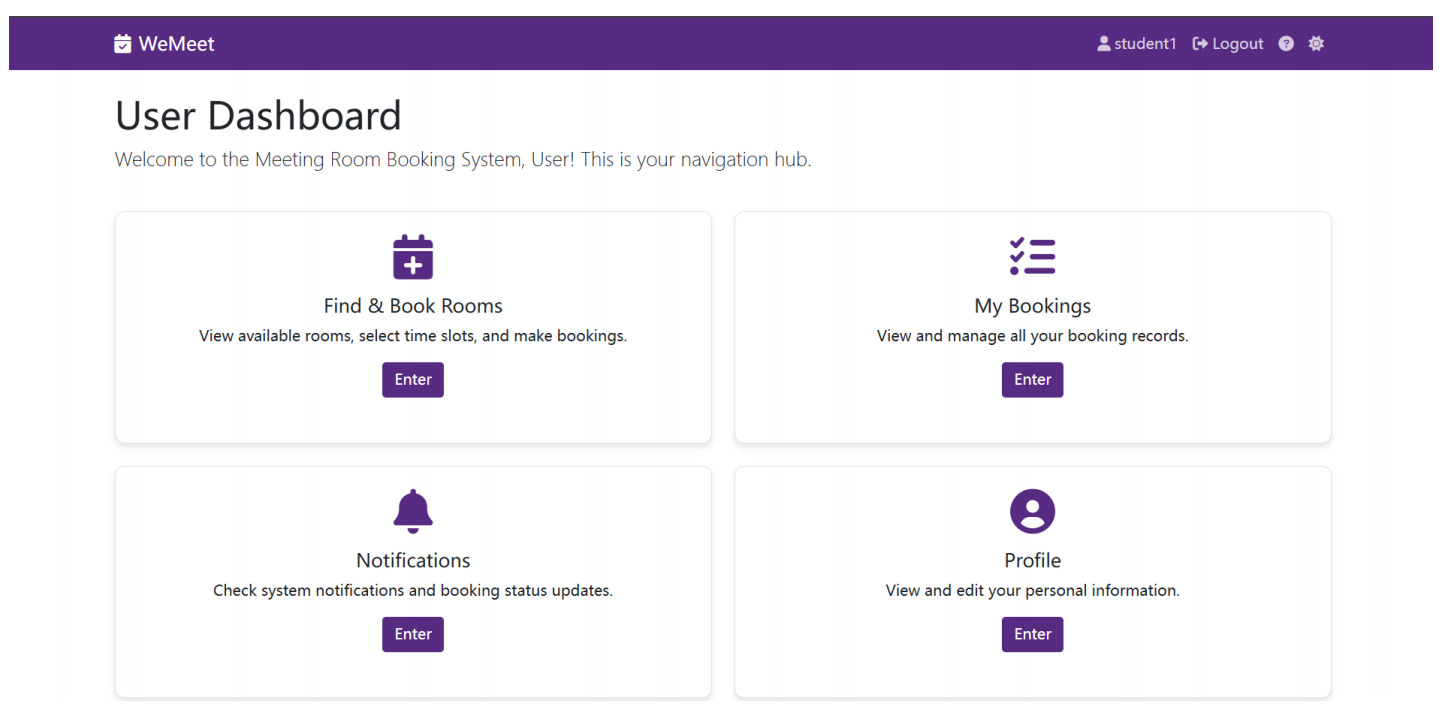 WeMeet
student1 Logout
User Dashboard
Welcome to the Meeting Room Booking System, User! This is your navigation hub.
Find & Book Rooms
View available rooms, select time slots, and make bookings.
Enter
My Bookings
View and manage all your booking records.
Enter
Notifications
Check system notifications and booking status updates.
Enter
Profile
View and edit your personal information.
Enter